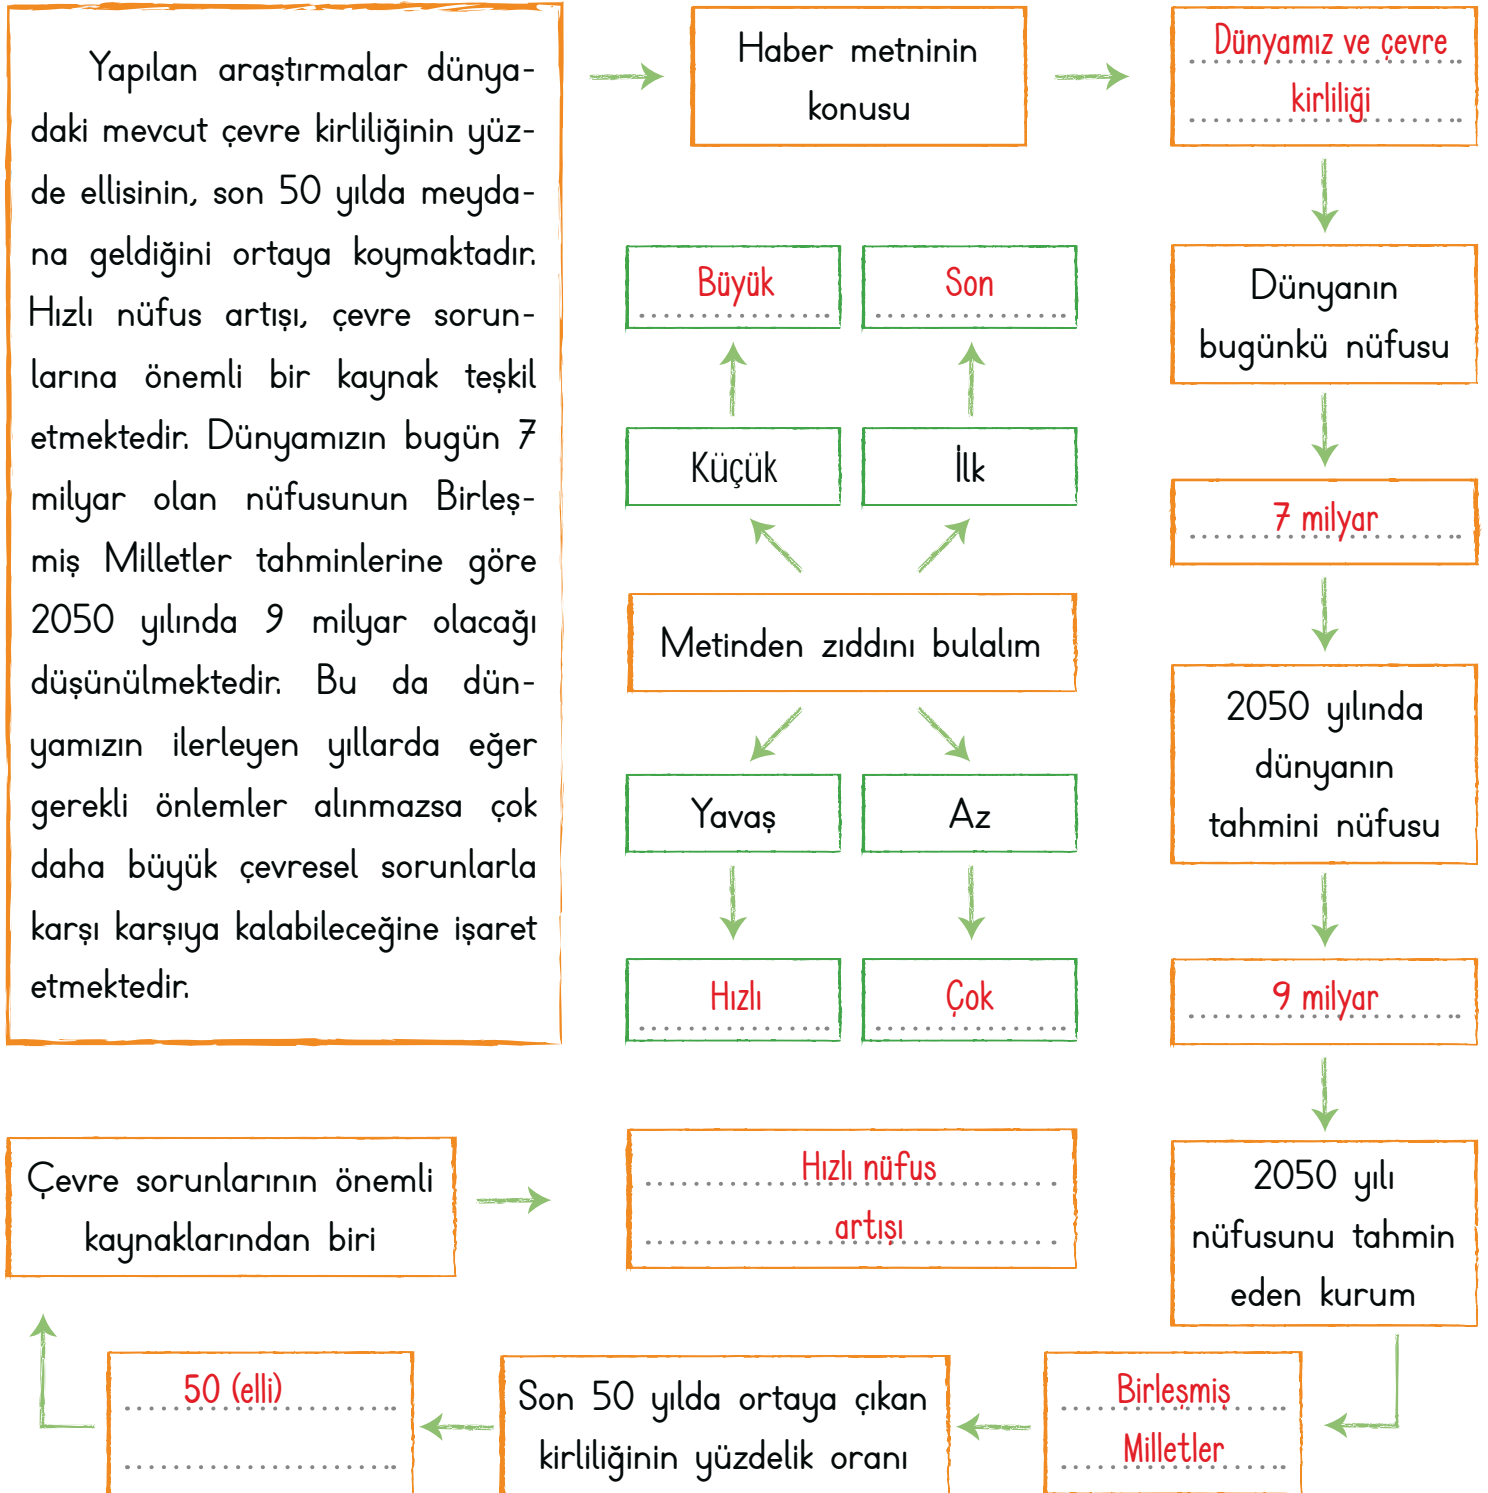 Yapılan araştırmalar dünya-
daki mevcut çevre kirliliğinin yüz-
de ellisinin, son 50 yılda meyda-
na geldiğini ortaya koymaktadır.
Hızlı nüfus artışı, çevre sorun-
larına önemli bir kaynak teşkil
etmektedir. Dünyamızın bugün 7
milyar olan nüfusunun Birleş-
miş Milletler tahminlerine göre
2050 yılında 9 milyar olacağı
düşünülmektedir. Bu da dün-
yamızın ilerleyen yıllarda eğer
gerekli önlemler alınmazsa çok
daha büyük çevresel sorunlarla
karşı karşıya kalabileceğine işaret
etmektedir.
Haber metninin
konusu
Dünyamız ve çevre
kirliliği
Dünyanın
bugünkü nüfusu
7 milyar
2050 yılında
dünyanın
tahmini nüfusu
9 milyar
2050 yılı
nüfusunu tahmin
eden kurum
Birleşmiş
Milletler
Son 50 yılda ortaya çıkan
kirliliğinin yüzdelik oranı
50 (elli)
Çevre sorunlarının önemli
kaynaklarından biri
Hızlı nüfus
artışı
Büyük
Son
Küçük
İlk
Metinden zıddını bulalım
Yavaş
Az
Hızlı
Çok